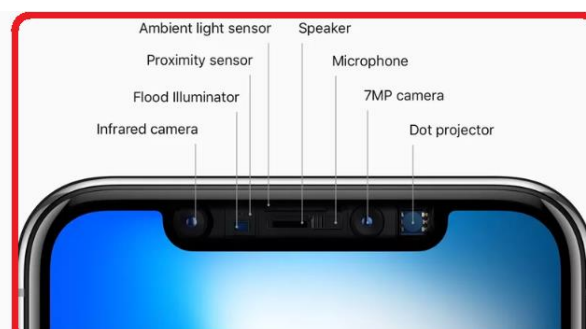 Ambient light sensor
Speaker
Proximity sensor
Microphone
Flood Illuminator
7MP camera
Infrared camera
Dot projector